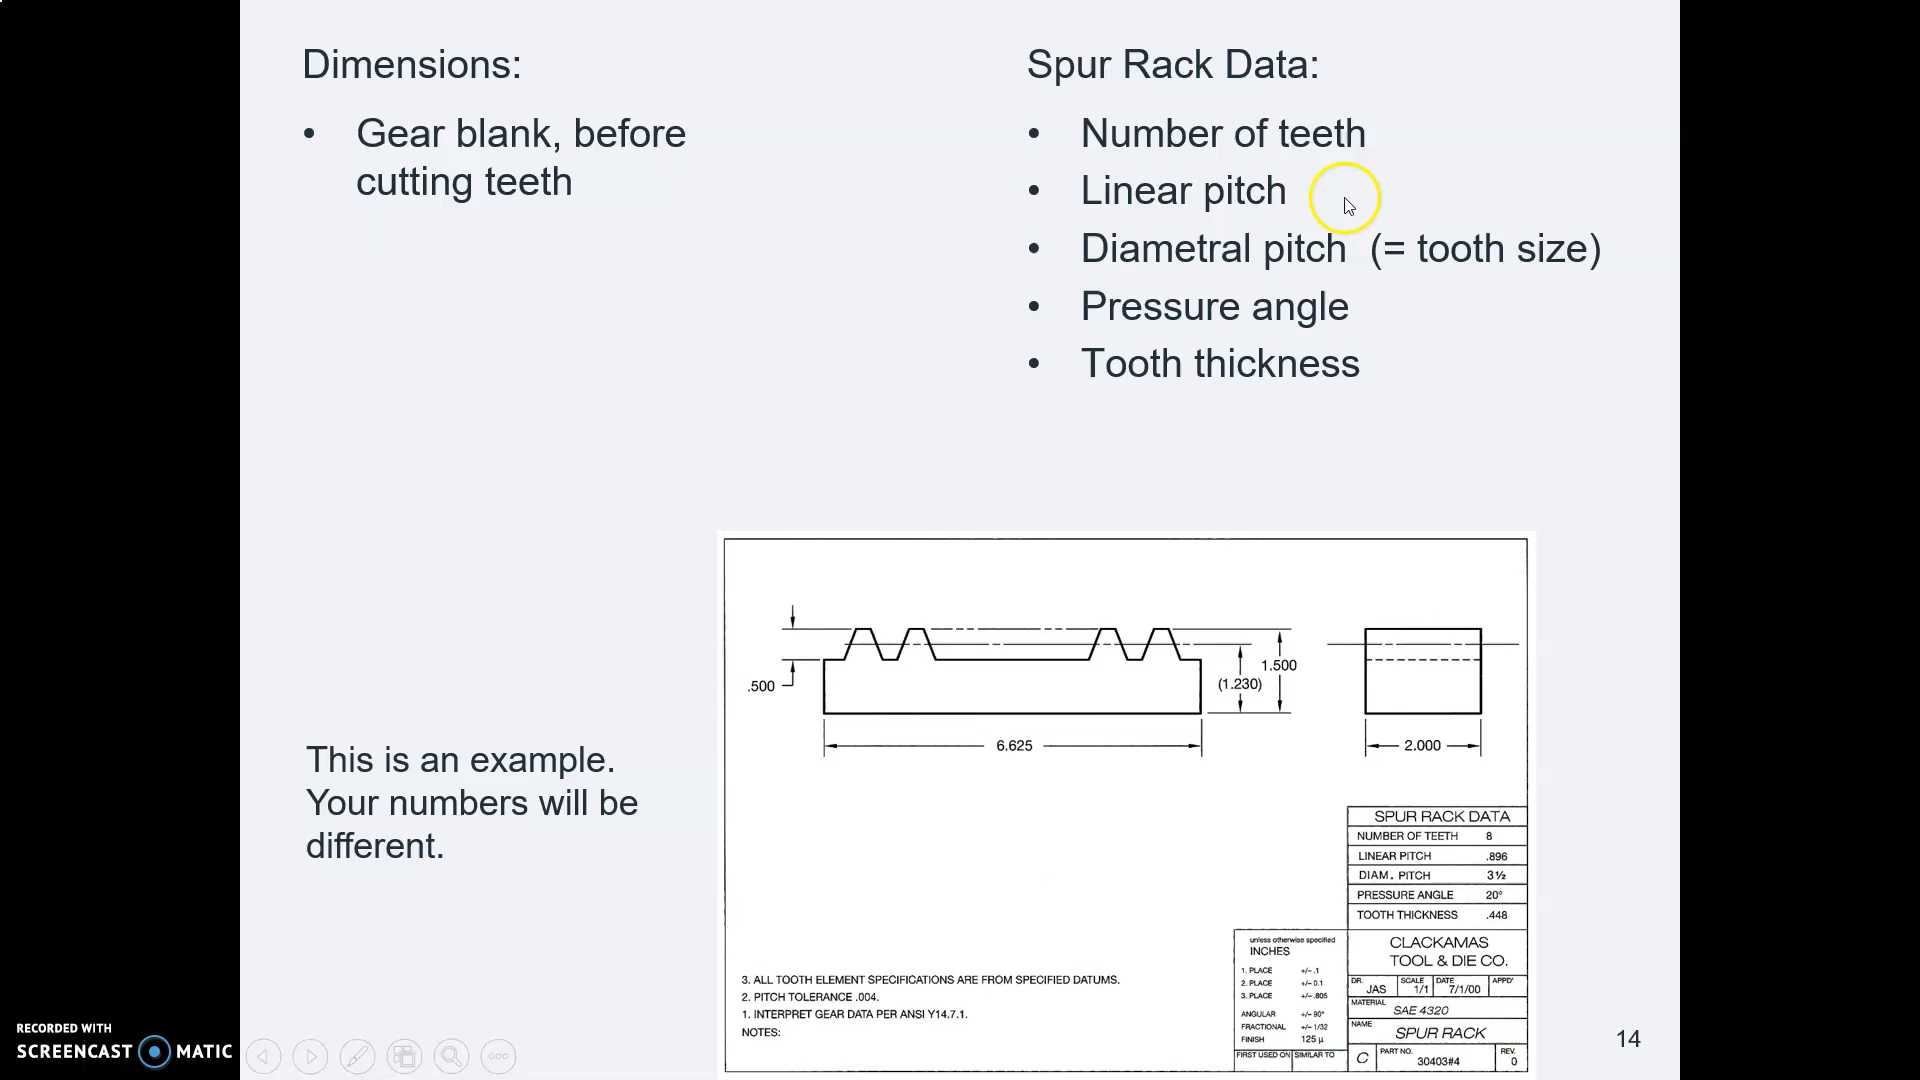 Dimensions:
• Gear blank, before
cutting teeth
Spur Rack Data:
• Number of teeth
• Linear pitch
• Diametral pitch (= tooth size)
• Pressure angle
• Tooth thickness
This is an example.
Your numbers will be
different.
.500
(1.230)
1.500
6.625
2.000
SPUR RACK DATA
NUMBER OF TEETH 8
LINEAR PITCH .896
DIAM. PITCH 3½
PRESSURE ANGLE 20°
TOOTH THICKNESS .448
3. ALL TOOTH ELEMENT SPECIFICATIONS ARE FROM SPECIFIED DATUMS.
2. PITCH TOLERANCE .004.
1. INTERPRET GEAR DATA PER ANSI Y14.7.1.
NOTES:
unless otherwise specified
INCHES
1. PLACE +/- .1
2. PLACE +/- 0.1
3. PLACE +/- .805
ANGULAR +/- 90°
FRACTIONAL +/- 1/32
FINISH 125 µ
FIRST USED ON SIMILAR TO
CLACKAMAS
TOOL & DIE CO.
DR. JAS SCALE 1/1 DATE 7/1/00 APPD'
MATERIAL
SAE 4320
NAME
SPUR RACK
C PART NO. 30403#4 REV. 0
14
RECORDED WITH
SCREENCAST MATIC